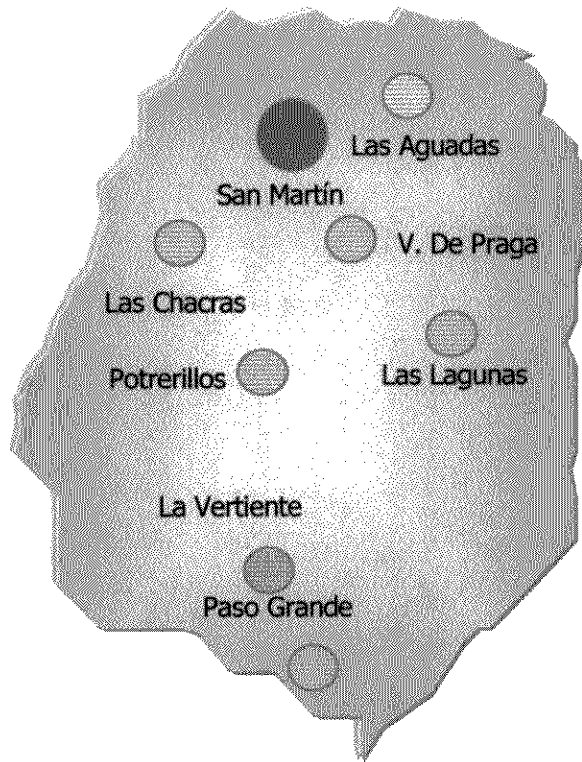 Las Aguadas
San Martín
V. De Praga
Las Chacras
Potrerillos
Las Lagunas
La Vertiente
Paso Grande